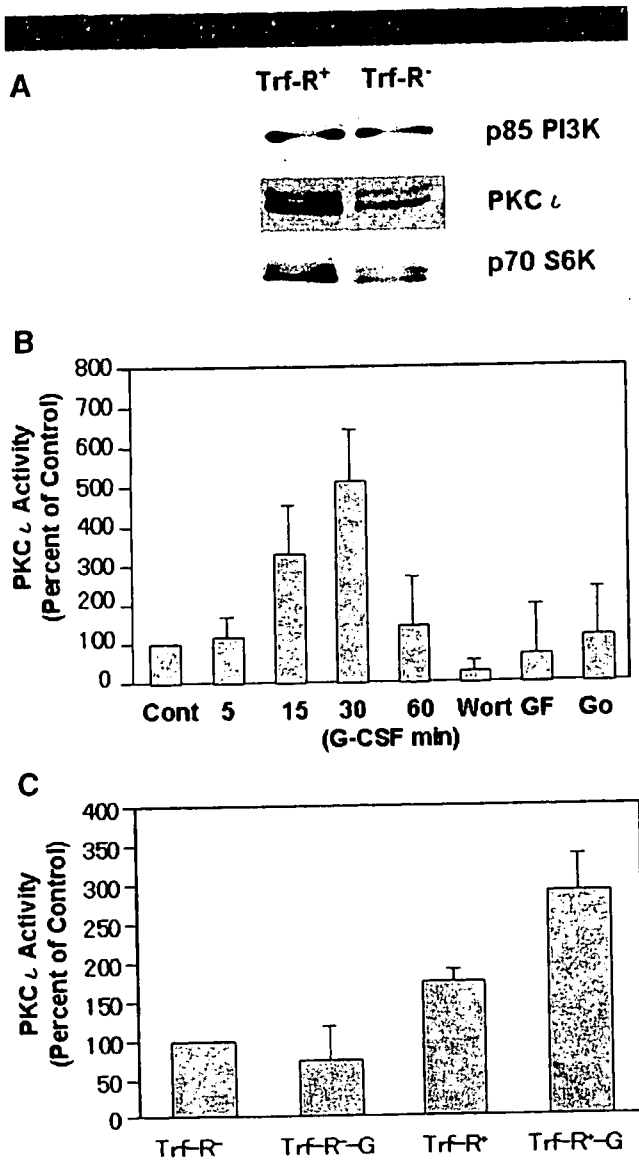 A
Trf-R⁺ Trf-R⁻
p85 PI3K
PKC ι
p70 S6K
B
800
700
600
500
400
300
200
100
0
PKC ι Activity
(Percent of Control)
Cont 5 15 30 60 Wort GF Go
(G-CSF min)
C
400
350
300
250
200
150
100
50
0
PKC ι Activity
(Percent of Control)
Trf-R⁻ Trf-R⁻-G Trf-R⁺ Trf-R⁺-G